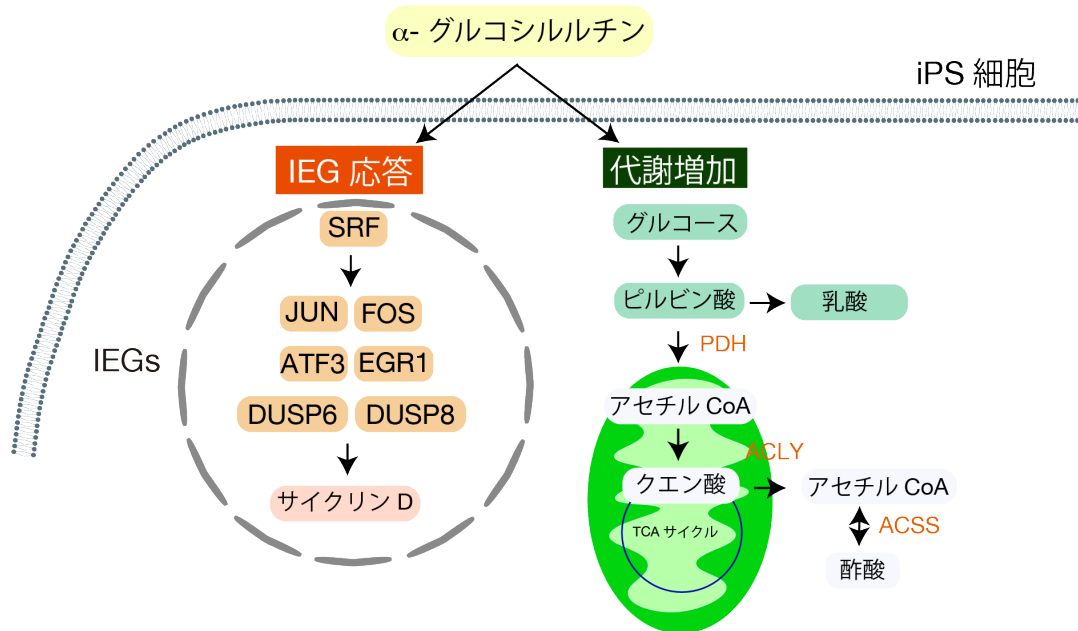 α- グルコシルルチン
iPS 細胞
IEG 応答
SRF
JUN
FOS
IEGs
ATF3
EGR1
DUSP6
DUSP8
サイクリン D
代謝増加
グルコース
ピルビン酸
乳酸
PDH
アセチル CoA
ACLY
クエン酸
アセチル CoA
TCA サイクル
ACSS
酢酸